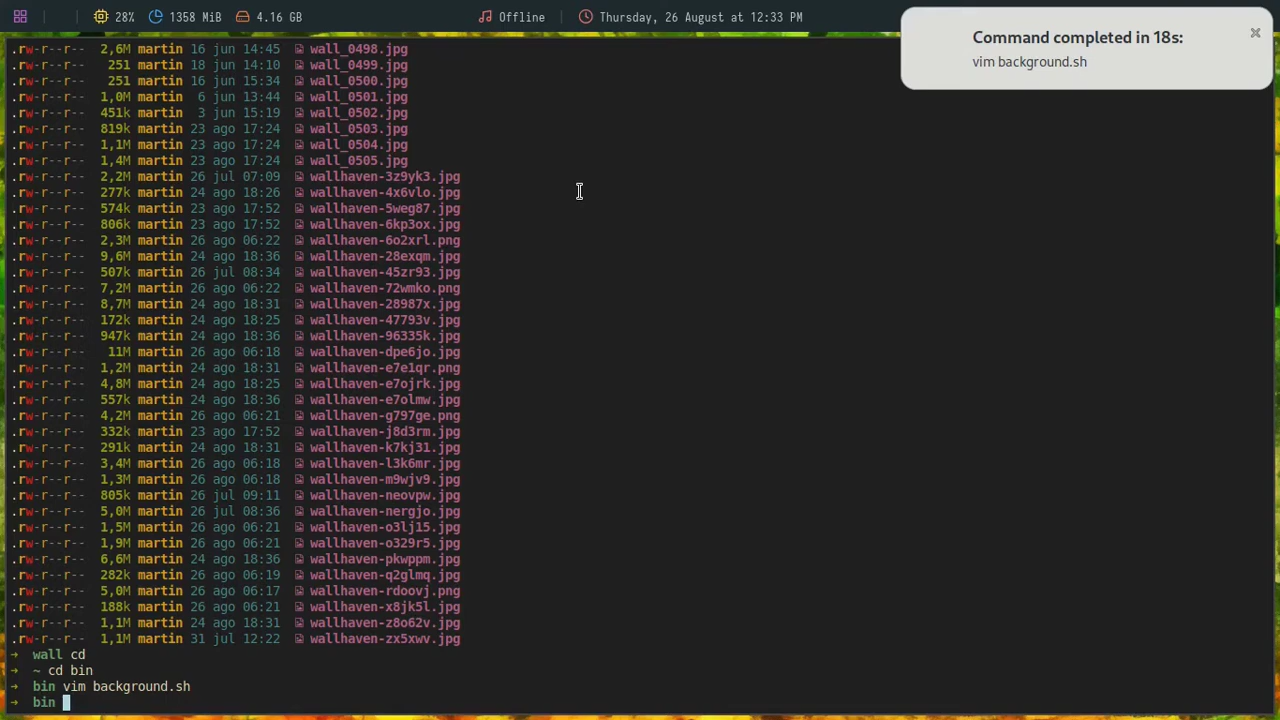 28% 1358 MiB 4.16 GB Offline Thursday, 26 August at 12:33 PM
Command completed in 18s:
vim background.sh
.rw-r--r-- 2,6M martin 16 jun 14:45 wall_0498.jpg
.rw-r--r-- 251 martin 18 jun 14:10 wall_0499.jpg
.rw-r--r-- 251 martin 16 jun 15:34 wall_0500.jpg
.rw-r--r-- 1,0M martin 6 jun 13:44 wall_0501.jpg
.rw-r--r-- 451k martin 3 jun 15:19 wall_0502.jpg
.rw-r--r-- 819k martin 23 ago 17:24 wall_0503.jpg
.rw-r--r-- 1,1M martin 23 ago 17:24 wall_0504.jpg
.rw-r--r-- 1,4M martin 23 ago 17:24 wall_0505.jpg
.rw-r--r-- 2,2M martin 26 jul 07:09 wallhaven-3z9yk3.jpg
.rw-r--r-- 277k martin 24 ago 18:26 wallhaven-4x6vlo.jpg
.rw-r--r-- 574k martin 23 ago 17:52 wallhaven-5weg87.jpg
.rw-r--r-- 806k martin 23 ago 17:52 wallhaven-6kp3ox.jpg
.rw-r--r-- 2,3M martin 26 ago 06:22 wallhaven-6o2xrl.png
.rw-r--r-- 9,6M martin 24 ago 18:36 wallhaven-28exqm.jpg
.rw-r--r-- 507k martin 26 jul 08:34 wallhaven-45zr93.jpg
.rw-r--r-- 7,2M martin 26 ago 06:22 wallhaven-72wmko.png
.rw-r--r-- 8,7M martin 24 ago 18:31 wallhaven-28987x.jpg
.rw-r--r-- 172k martin 24 ago 18:25 wallhaven-47793v.jpg
.rw-r--r-- 947k martin 24 ago 18:36 wallhaven-96335k.jpg
.rw-r--r-- 11M martin 26 ago 06:18 wallhaven-dpe6jo.jpg
.rw-r--r-- 1,2M martin 24 ago 18:31 wallhaven-e7e1qr.png
.rw-r--r-- 4,8M martin 24 ago 18:25 wallhaven-e7ojrk.jpg
.rw-r--r-- 557k martin 24 ago 18:36 wallhaven-e7olmw.jpg
.rw-r--r-- 4,2M martin 26 ago 06:21 wallhaven-g797ge.png
.rw-r--r-- 332k martin 23 ago 17:52 wallhaven-j8d3rm.jpg
.rw-r--r-- 291k martin 24 ago 18:31 wallhaven-k7kj31.jpg
.rw-r--r-- 3,4M martin 26 ago 06:18 wallhaven-l3k6mr.jpg
.rw-r--r-- 1,3M martin 26 ago 06:18 wallhaven-m9wjv9.jpg
.rw-r--r-- 805k martin 26 jul 09:11 wallhaven-neovpw.jpg
.rw-r--r-- 5,0M martin 26 jul 08:36 wallhaven-nergjo.jpg
.rw-r--r-- 1,5M martin 26 ago 06:21 wallhaven-o3lj15.jpg
.rw-r--r-- 1,9M martin 26 ago 06:21 wallhaven-o329r5.jpg
.rw-r--r-- 6,6M martin 24 ago 18:36 wallhaven-pkwppm.jpg
.rw-r--r-- 282k martin 26 ago 06:19 wallhaven-q2glmq.jpg
.rw-r--r-- 5,0M martin 26 ago 06:17 wallhaven-rdoovj.png
.rw-r--r-- 188k martin 26 ago 06:21 wallhaven-x8jk5l.jpg
.rw-r--r-- 1,1M martin 24 ago 18:31 wallhaven-z8o62v.jpg
.rw-r--r-- 1,1M martin 31 jul 12:22 wallhaven-zx5xwv.jpg
→ wall cd
→ ~ cd bin
→ bin vim background.sh
→ bin